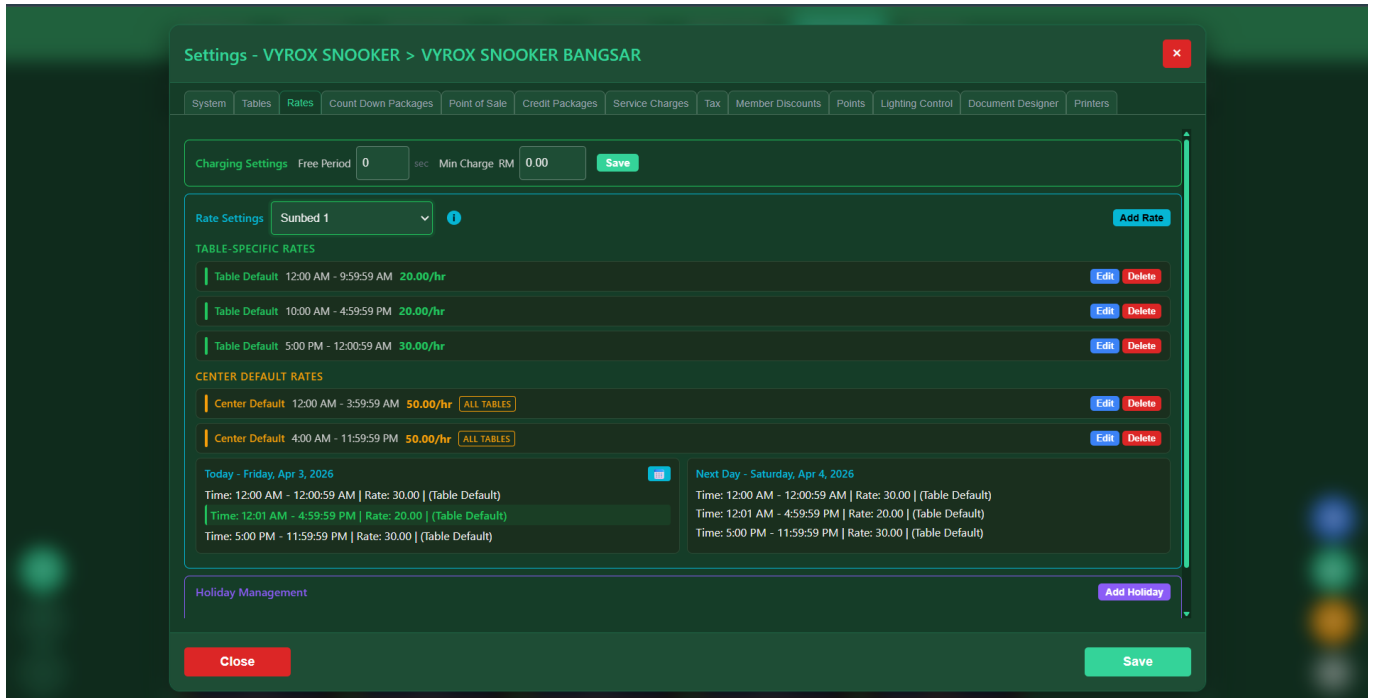 Settings - VYROX SNOOKER > VYROX SNOOKER BANGSAR ×
System Tables Rates Count Down Packages Point of Sale Credit Packages Service Charges Tax Member Discounts Points Lighting Control Document Designer Printers
Charging Settings Free Period 0 sec Min Charge RM 0.00 Save
Rate Settings Sunbed 1 i Add Rate
TABLE-SPECIFIC RATES
Table Default 12:00 AM - 9:59:59 AM 20.00/hr Edit Delete
Table Default 10:00 AM - 4:59:59 PM 20.00/hr Edit Delete
Table Default 5:00 PM - 12:00:59 AM 30.00/hr Edit Delete
CENTER DEFAULT RATES
Center Default 12:00 AM - 3:59:59 AM 50.00/hr ALL TABLES Edit Delete
Center Default 4:00 AM - 11:59:59 PM 50.00/hr ALL TABLES Edit Delete
Today - Friday, Apr 3, 2026
Time: 12:00 AM - 12:00:59 AM | Rate: 30.00 | (Table Default)
Time: 12:01 AM - 4:59:59 PM | Rate: 20.00 | (Table Default)
Time: 5:00 PM - 11:59:59 PM | Rate: 30.00 | (Table Default)
Next Day - Saturday, Apr 4, 2026
Time: 12:00 AM - 12:00:59 AM | Rate: 30.00 | (Table Default)
Time: 12:01 AM - 4:59:59 PM | Rate: 20.00 | (Table Default)
Time: 5:00 PM - 11:59:59 PM | Rate: 30.00 | (Table Default)
Holiday Management Add Holiday
Close Save